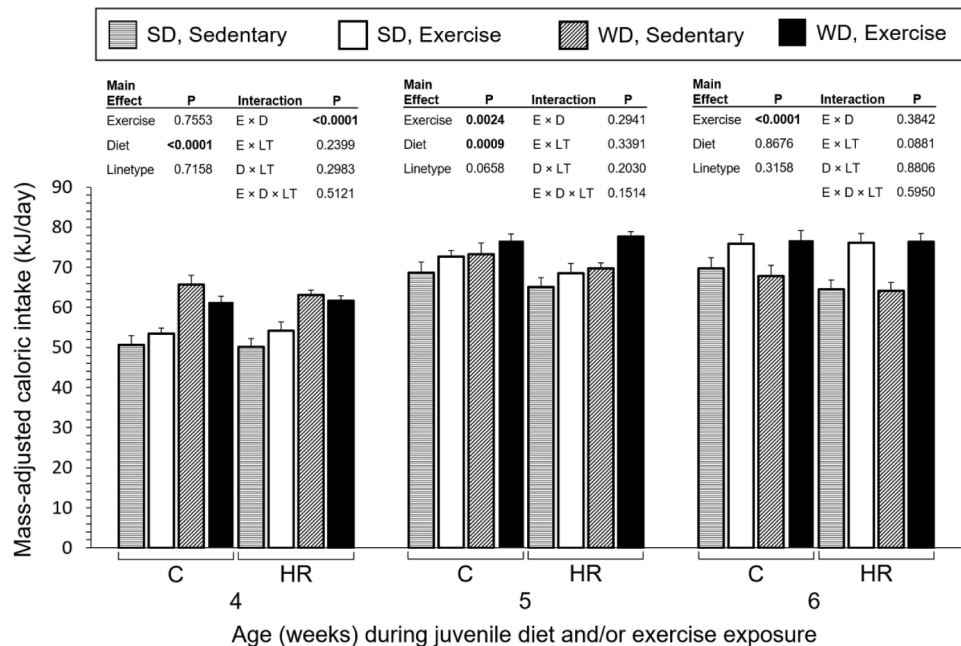 SD, Sedentary SD, Exercise WD, Sedentary WD, Exercise
Main
Effect P Interaction P
Exercise 0.7553 E × D <0.0001
Diet <0.0001 E × LT 0.2399
Linetype 0.7158 D × LT 0.2983
E × D × LT 0.5121
Main
Effect P Interaction P
Exercise 0.0024 E × D 0.2941
Diet 0.0009 E × LT 0.3391
Linetype 0.0658 D × LT 0.2030
E × D × LT 0.1514
Main
Effect P Interaction P
Exercise <0.0001 E × D 0.3842
Diet 0.8676 E × LT 0.0881
Linetype 0.3158 D × LT 0.8806
E × D × LT 0.5950
Mass-adjusted caloric intake (kJ/day)
90
80
70
60
50
40
30
20
10
0
C HR C HR C HR
4 5 6
Age (weeks) during juvenile diet and/or exercise exposure